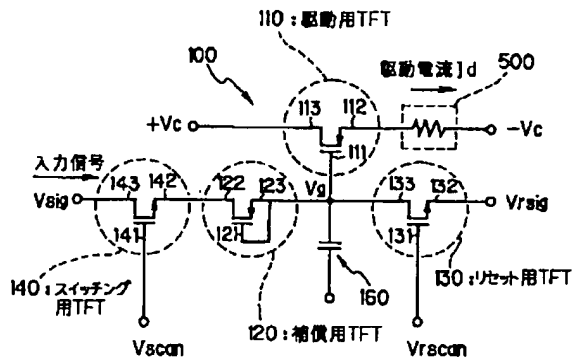 110:駆動用TFT
100
駆動電流Id
500
113
112
+Vc
-Vc
111
入力信号
Vg
Vsig
143
142
122
123
133
132
Vrsig
141
121
131
140:スイッチング
用TFT
160
130:リセット用TFT
120:補償用TFT
Vscan
Vrscan